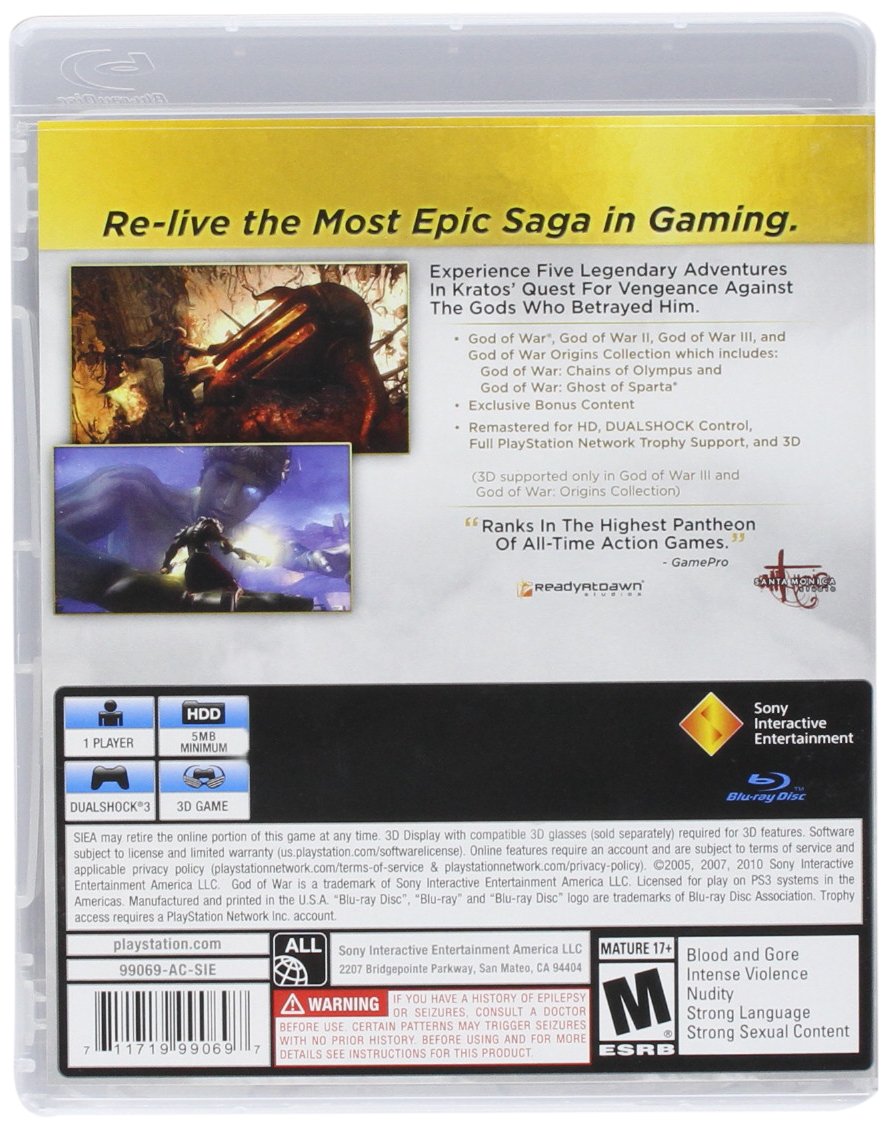 Re-live the Most Epic Saga in Gaming.
Experience Five Legendary Adventures
In Kratos' Quest For Vengeance Against
The Gods Who Betrayed Him.
• God of War®, God of War II, God of War III, and
God of War Origins Collection which includes:
God of War: Chains of Olympus and
God of War: Ghost of Sparta®
• Exclusive Bonus Content
• Remastered for HD, DUALSHOCK Control,
Full PlayStation Network Trophy Support, and 3D
(3D supported only in God of War III and
God of War: Origins Collection)
“Ranks In The Highest Pantheon
Of All-Time Action Games.”
- GamePro
READYATDAWN®
STUDIOS
SANTA MONICA
STUDIO
1 PLAYER
HDD
5MB
MINIMUM
DUALSHOCK®3
3D GAME
Sony
Interactive
Entertainment
Blu-ray Disc™
SIEA may retire the online portion of this game at any time. 3D Display with compatible 3D glasses (sold separately) required for 3D features. Software
subject to license and limited warranty (us.playstation.com/softwarelicense). Online features require an account and are subject to terms of service and
applicable privacy policy (playstationnetwork.com/terms-of-service & playstationnetwork.com/privacy-policy). ©2005, 2007, 2010 Sony Interactive
Entertainment America LLC. God of War is a trademark of Sony Interactive Entertainment America LLC. Licensed for play on PS3 systems in the
Americas. Manufactured and printed in the U.S.A. “Blu-ray Disc”, “Blu-ray” and “Blu-ray Disc” logo are trademarks of Blu-ray Disc Association. Trophy
access requires a PlayStation Network Inc. account.
playstation.com
99069-AC-SIE
7 11719 99069 7
ALL
Sony Interactive Entertainment America LLC
2207 Bridgepointe Parkway, San Mateo, CA 94404
WARNING IF YOU HAVE A HISTORY OF EPILEPSY
OR SEIZURES, CONSULT A DOCTOR
BEFORE USE. CERTAIN PATTERNS MAY TRIGGER SEIZURES
WITH NO PRIOR HISTORY. BEFORE USING AND FOR MORE
DETAILS SEE INSTRUCTIONS FOR THIS PRODUCT.
MATURE 17+
M®
ESRB
Blood and Gore
Intense Violence
Nudity
Strong Language
Strong Sexual Content